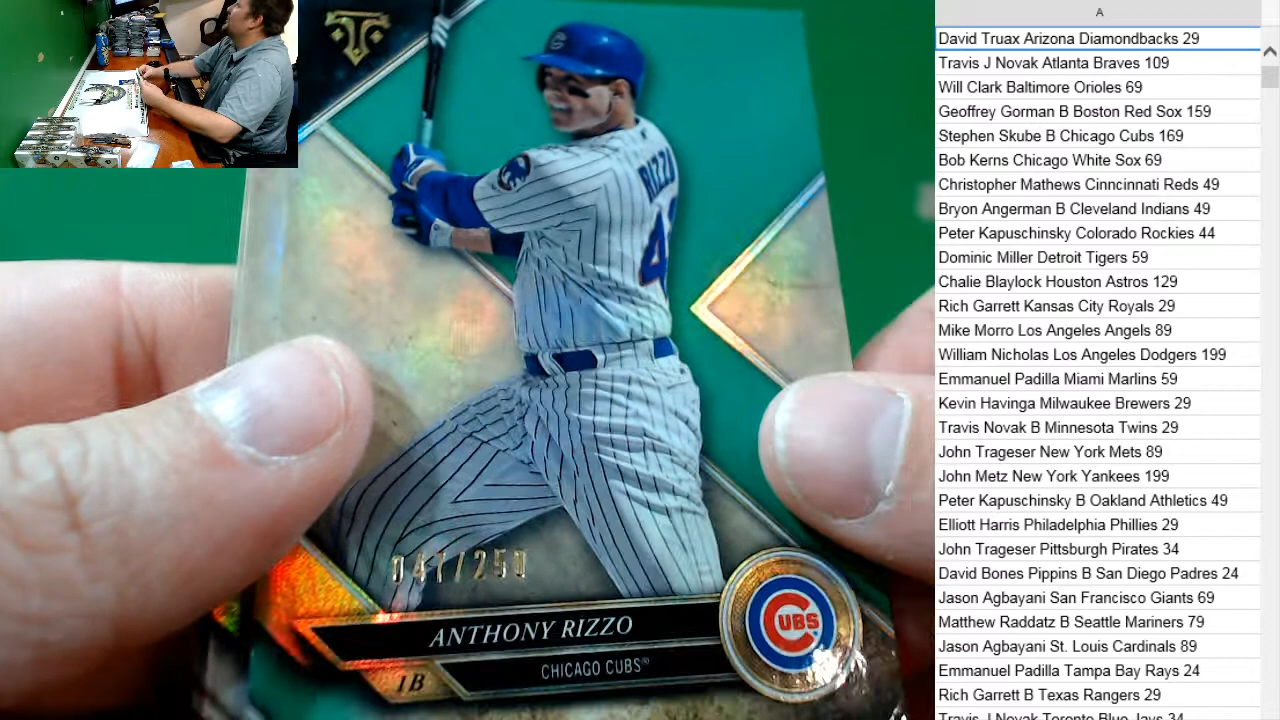 RIZZO
44
047/250
ANTHONY RIZZO
CHICAGO CUBS®
1B
CUBS
A
David Truax Arizona Diamondbacks 29
Travis J Novak Atlanta Braves 109
Will Clark Baltimore Orioles 69
Geoffrey Gorman B Boston Red Sox 159
Stephen Skube B Chicago Cubs 169
Bob Kerns Chicago White Sox 69
Christopher Mathews Cinncinnati Reds 49
Bryon Angerman B Cleveland Indians 49
Peter Kapuschinsky Colorado Rockies 44
Dominic Miller Detroit Tigers 59
Chalie Blaylock Houston Astros 129
Rich Garrett Kansas City Royals 29
Mike Morro Los Angeles Angels 89
William Nicholas Los Angeles Dodgers 199
Emmanuel Padilla Miami Marlins 59
Kevin Havinga Milwaukee Brewers 29
Travis Novak B Minnesota Twins 29
John Trageser New York Mets 89
John Metz New York Yankees 199
Peter Kapuschinsky B Oakland Athletics 49
Elliott Harris Philadelphia Phillies 29
John Trageser Pittsburgh Pirates 34
David Bones Pippins B San Diego Padres 24
Jason Agbayani San Francisco Giants 69
Matthew Raddatz B Seattle Mariners 79
Jason Agbayani St. Louis Cardinals 89
Emmanuel Padilla Tampa Bay Rays 24
Rich Garrett B Texas Rangers 29
Travis J Novak Toronto Blue Jays 34